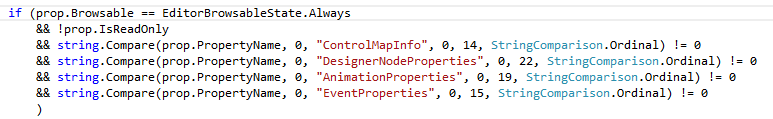 if (prop.Browsable == EditorBrowsableState.Always
&& !prop.IsReadOnly
&& string.Compare(prop.PropertyName, 0, "ControlMapInfo", 0, 14, StringComparison.Ordinal) != 0
&& string.Compare(prop.PropertyName, 0, "DesignerNodeProperties", 0, 22, StringComparison.Ordinal) != 0
&& string.Compare(prop.PropertyName, 0, "AnimationProperties", 0, 19, StringComparison.Ordinal) != 0
&& string.Compare(prop.PropertyName, 0, "EventProperties", 0, 15, StringComparison.Ordinal) != 0
)